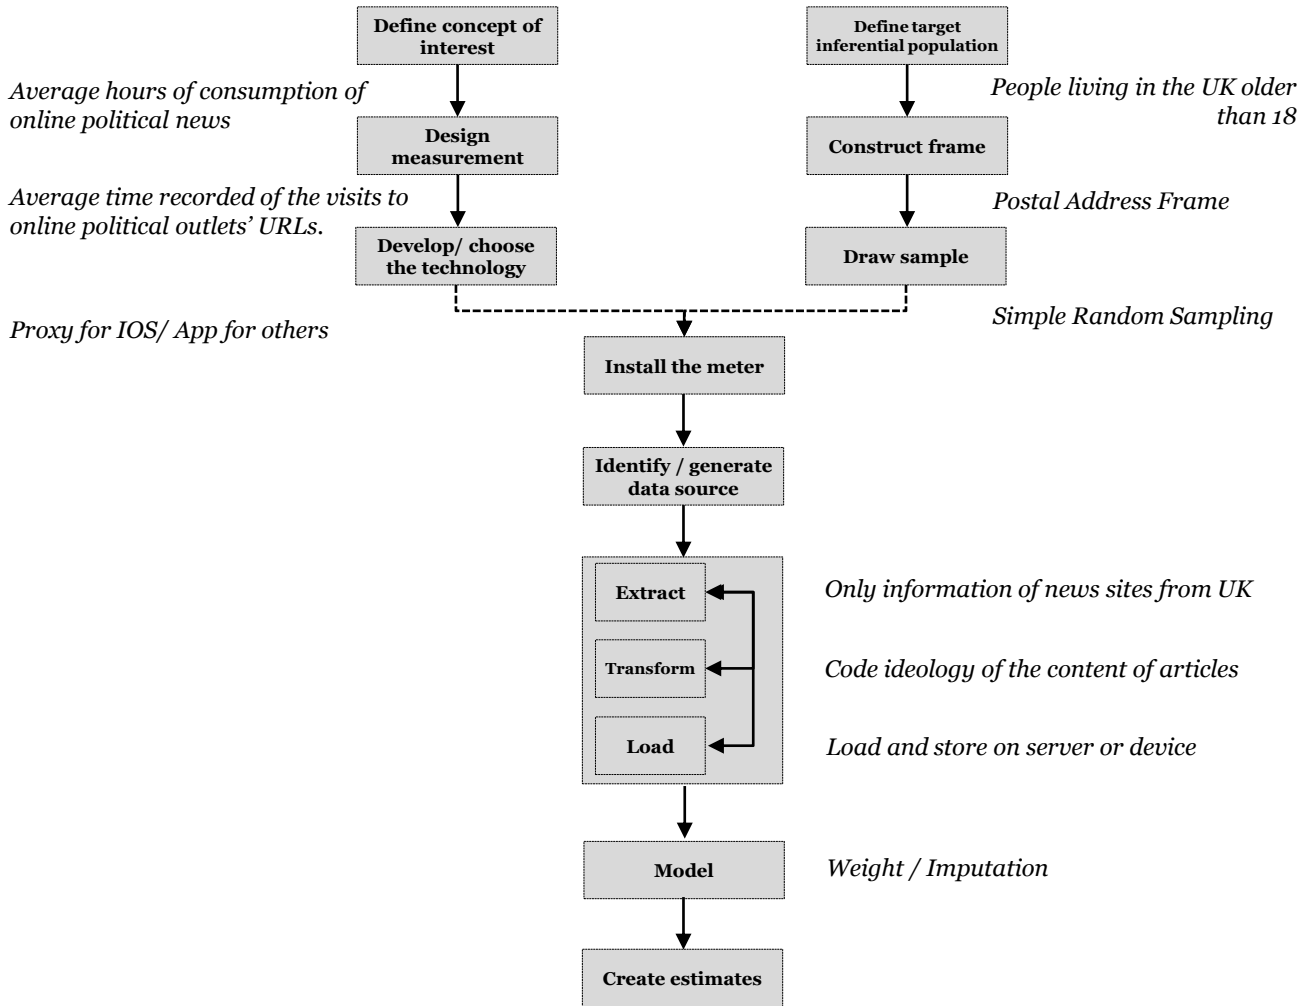 Define concept of
interest
Define target
inferential population
Average hours of consumption of
online political news
People living in the UK older
than 18
Design
measurement
Construct frame
Average time recorded of the visits to
online political outlets’ URLs.
Postal Address Frame
Develop/ choose
the technology
Draw sample
Proxy for IOS/ App for others
Simple Random Sampling
Install the meter
Identify / generate
data source
Extract
Only information of news sites from UK
Transform
Code ideology of the content of articles
Load
Load and store on server or device
Model
Weight / Imputation
Create estimates